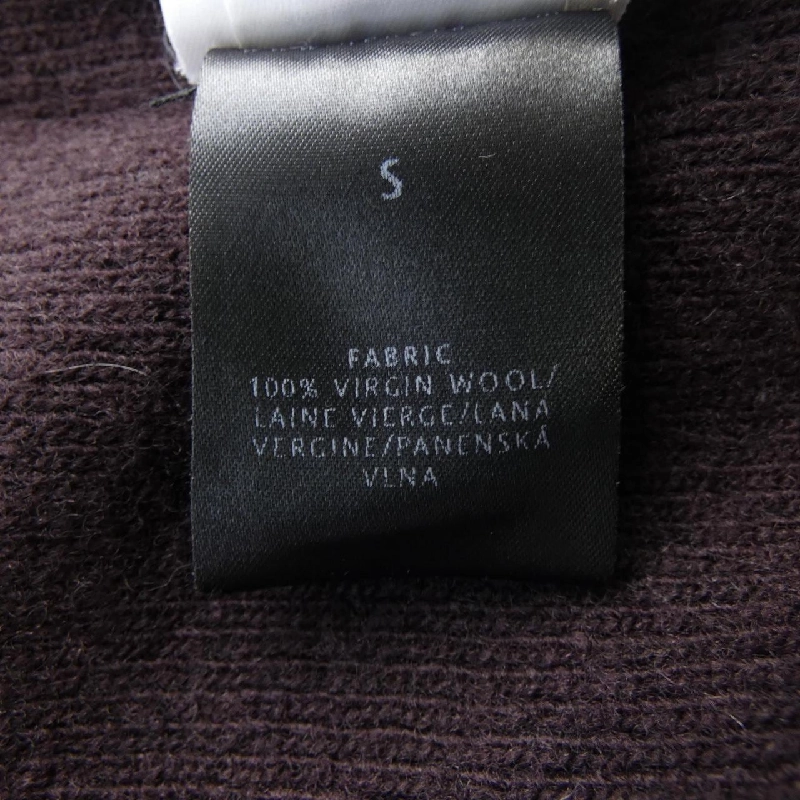 S
FABRIC
100% VIRGIN WOOL/
LAINE VIERGE/LANA
VERGINE/PANENSKÁ
VLNA